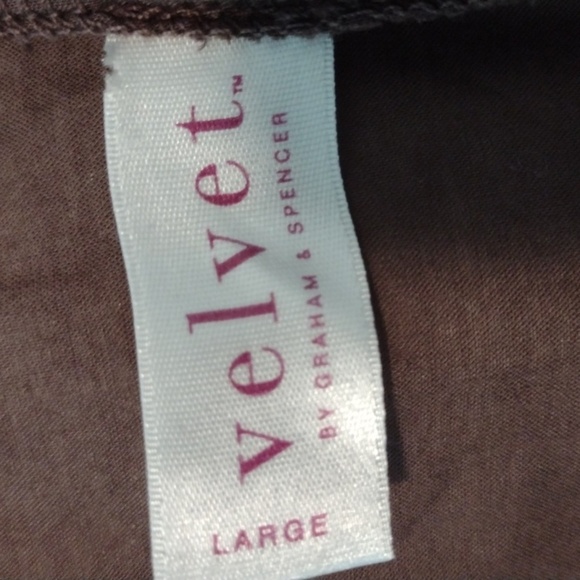 velvet™
BY GRAHAM & SPENCER
LARGE